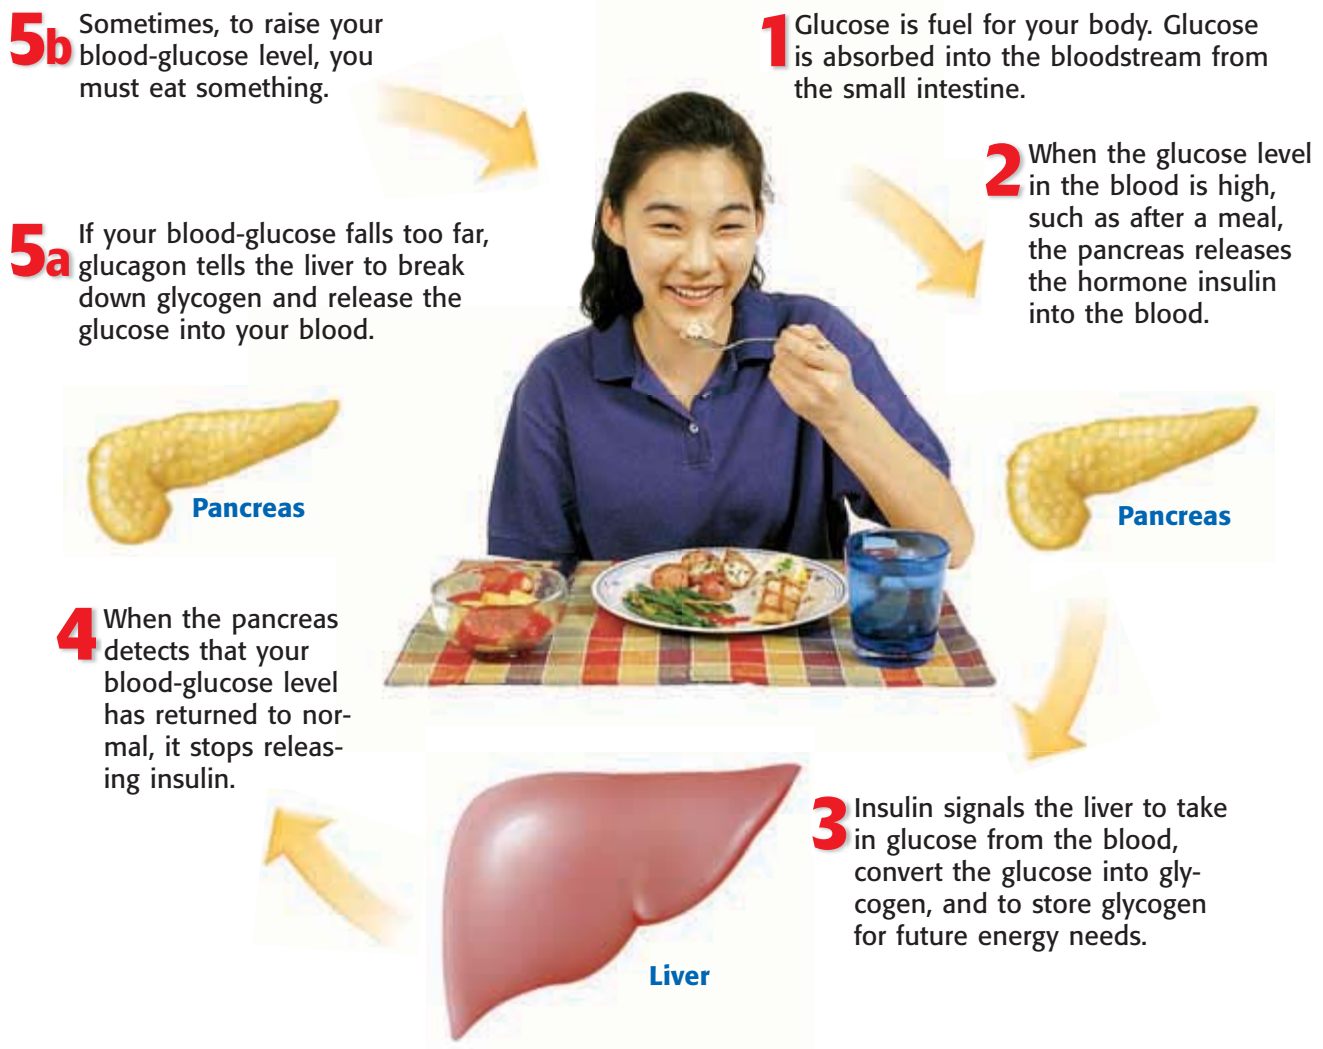 1
Glucose is fuel for your body. Glucose
is absorbed into the bloodstream from
the small intestine.
2
When the glucose level
in the blood is high,
such as after a meal,
the pancreas releases
the hormone insulin
into the blood.
Pancreas
3
Insulin signals the liver to take
in glucose from the blood,
convert the glucose into gly-
cogen, and to store glycogen
for future energy needs.
Liver
4
When the pancreas
detects that your
blood-glucose level
has returned to nor-
mal, it stops releas-
ing insulin.
Pancreas
5a
If your blood-glucose falls too far,
glucagon tells the liver to break
down glycogen and release the
glucose into your blood.
5b
Sometimes, to raise your
blood-glucose level, you
must eat something.